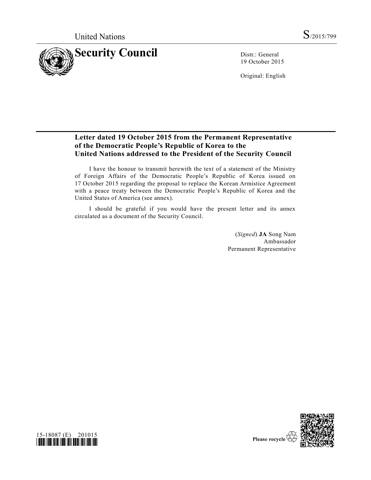 United Nations S/2015/799
Security Council
Distr.: General
19 October 2015
Original: English
Letter dated 19 October 2015 from the Permanent Representative
of the Democratic People’s Republic of Korea to the
United Nations addressed to the President of the Security Council
I have the honour to transmit herewith the text of a statement of the Ministry
of Foreign Affairs of the Democratic People’s Republic of Korea issued on
17 October 2015 regarding the proposal to replace the Korean Armistice Agreement
with a peace treaty between the Democratic People’s Republic of Korea and the
United States of America (see annex).
I should be grateful if you would have the present letter and its annex
circulated as a document of the Security Council.
(Signed) JA Song Nam
Ambassador
Permanent Representative
15-18087 (E) 201015
*1518087*
Please recycle